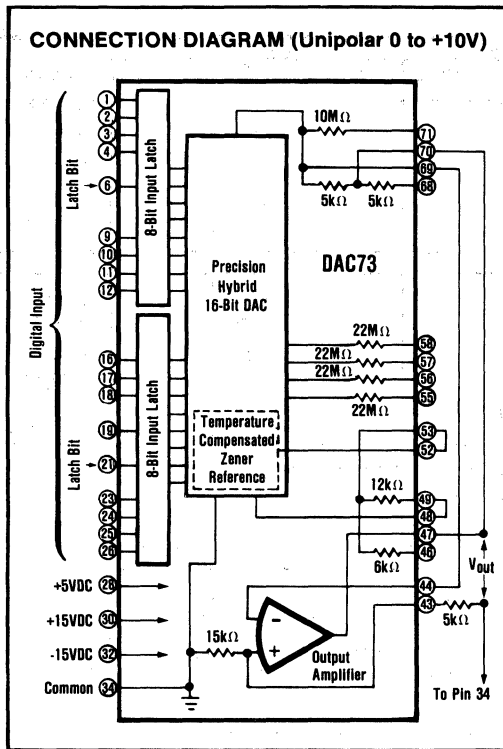 CONNECTION DIAGRAM (Unipolar 0 to +10V)
Digital Input
Latch Bit
Latch Bit
1
2
3
4
6
9
10
11
12
16
17
18
19
21
23
24
25
26
+5VDC 28
+15VDC 30
-15VDC 32
Common 34
8-Bit Input Latch
8-Bit Input Latch
Precision
Hybrid
16-Bit DAC
Temperature
Compensated
Zener
Reference
DAC73
10MΩ
5kΩ
5kΩ
22MΩ
22MΩ
22MΩ
22MΩ
12kΩ
6kΩ
15kΩ
-
+
Output
Amplifier
71
70
69
68
58
57
56
55
53
52
49
48
47
46
44
43
Vout
5kΩ
To Pin 34